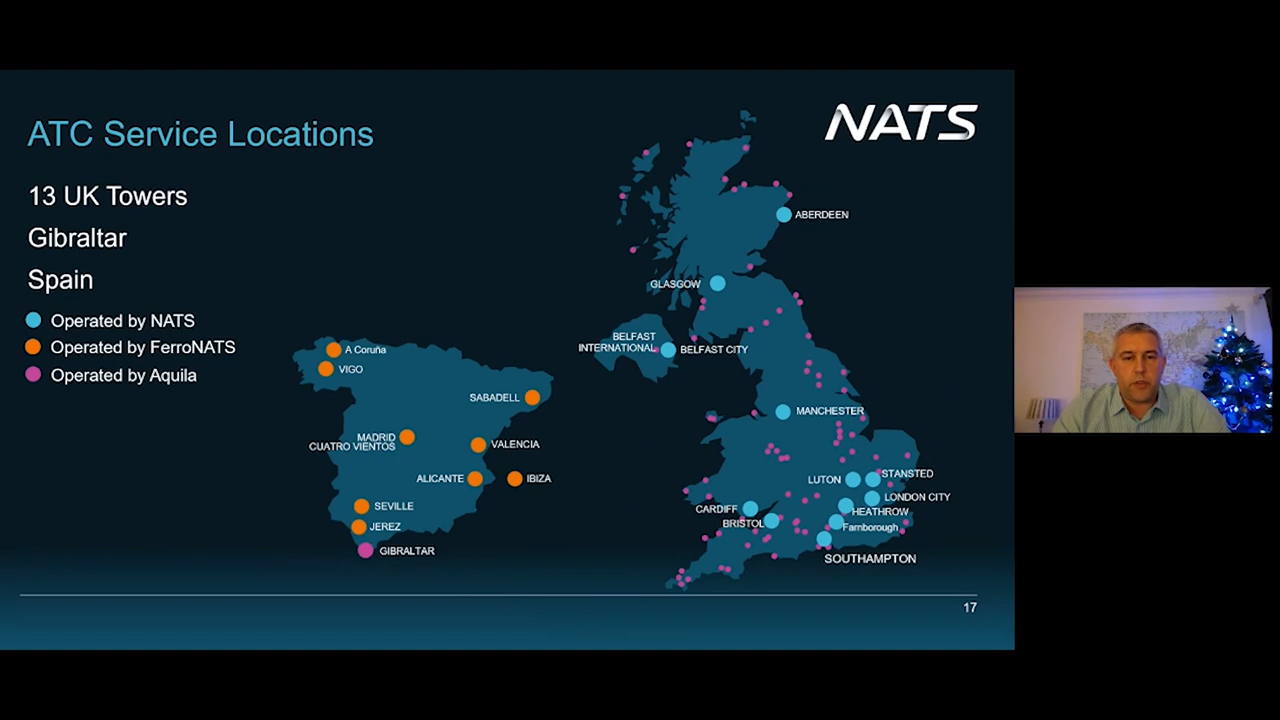 NATS
ATC Service Locations
13 UK Towers
Gibraltar
Spain
Operated by NATS
Operated by FerroNATS
Operated by Aquila
A Coruña
VIGO
SABADELL
MADRID
CUATRO VIENTOS
VALENCIA
ALICANTE
IBIZA
SEVILLE
JEREZ
GIBRALTAR
ABERDEEN
GLASGOW
BELFAST
INTERNATIONAL
BELFAST CITY
MANCHESTER
LUTON
STANSTED
LONDON CITY
CARDIFF
HEATHROW
BRISTOL
Farnborough
SOUTHAMPTON
17